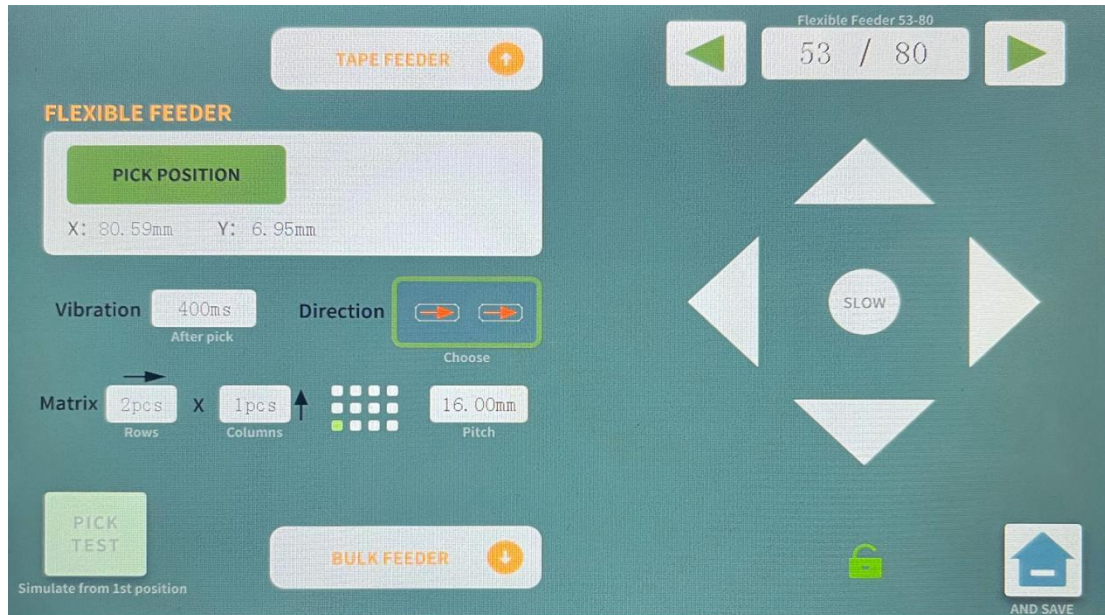 Flexible Feeder 53-80
TAPE FEEDER
53 / 80
FLEXIBLE FEEDER
PICK POSITION
X: 80.59mm Y: 6.95mm
Vibration 400ms Direction
After pick
Choose
SLOW
Matrix 2pcs X 1pcs 16.00mm
Rows Columns Pitch
PICK
TEST
BULK FEEDER
Simulate from 1st position
AND SAVE